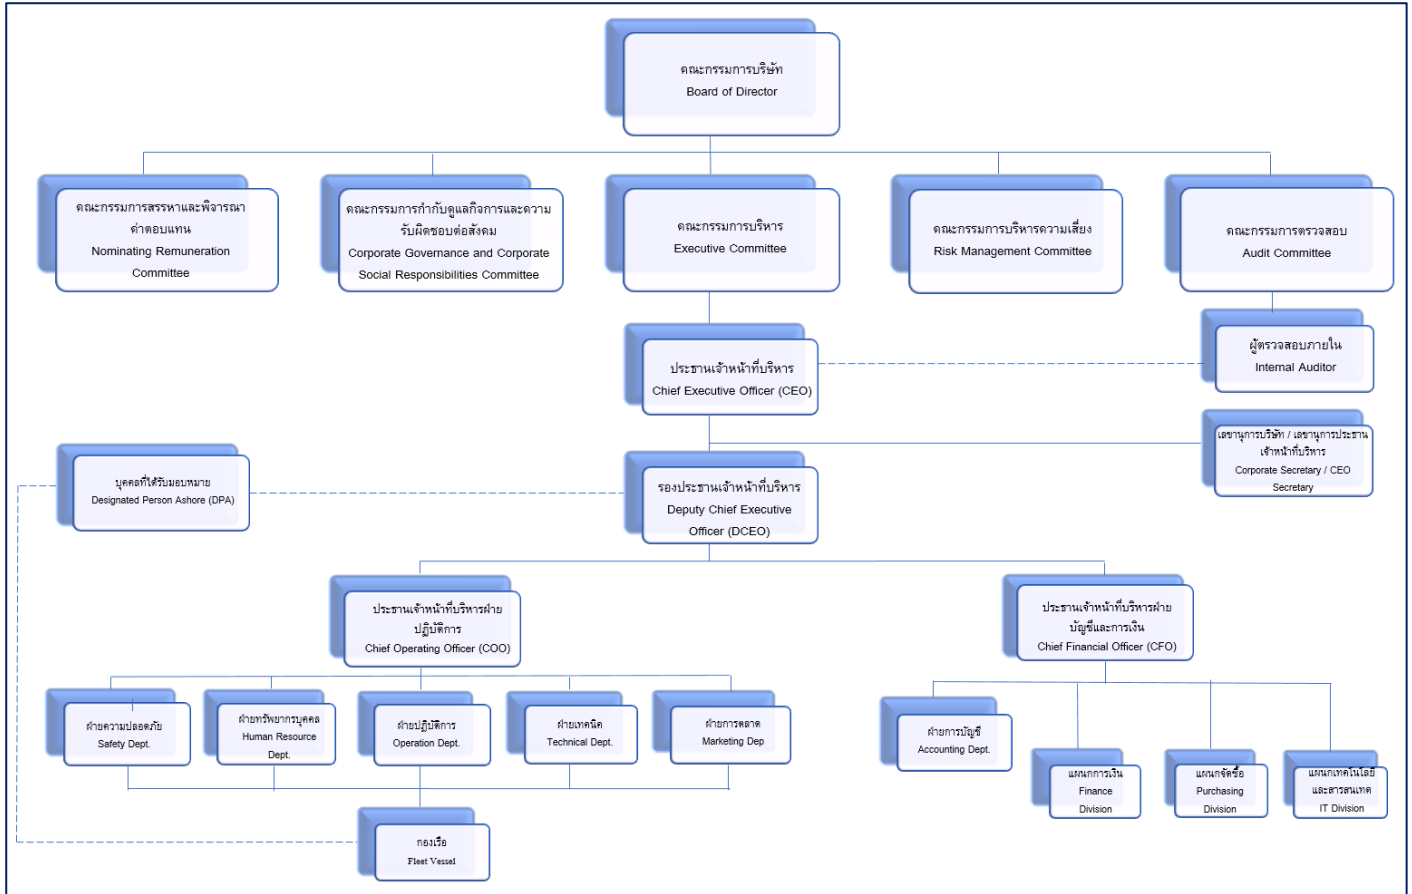 คณะกรรมการบริษัท
Board of Director
คณะกรรมการสรรหาและพิจารณา
ค่าตอบแทน
Nominating Remuneration
Committee
คณะกรรมการกำกับดูแลกิจการและความ
รับผิดชอบต่อสังคม
Corporate Governance and Corporate
Social Responsibilities Committee
คณะกรรมการบริหาร
Executive Committee
คณะกรรมการบริหารความเสี่ยง
Risk Management Committee
คณะกรรมการตรวจสอบ
Audit Committee
ประธานเจ้าหน้าที่บริหาร
Chief Executive Officer (CEO)
ผู้ตรวจสอบภายใน
Internal Auditor
เลขานุการบริษัท / เลขานุการประธาน
เจ้าหน้าที่บริหาร
Corporate Secretary / CEO
Secretary
บุคคลที่ได้รับมอบหมาย
Designated Person Ashore (DPA)
รองประธานเจ้าหน้าที่บริหาร
Deputy Chief Executive
Officer (DCEO)
ประธานเจ้าหน้าที่บริหารฝ่าย
ปฏิบัติการ
Chief Operating Officer (COO)
ประธานเจ้าหน้าที่บริหารฝ่าย
บัญชีและการเงิน
Chief Financial Officer (CFO)
ฝ่ายความปลอดภัย
Safety Dept.
ฝ่ายทรัพยากรบุคคล
Human Resource
Dept.
ฝ่ายปฏิบัติการ
Operation Dept.
ฝ่ายเทคนิค
Technical Dept.
ฝ่ายการตลาด
Marketing Dep
ฝ่ายการบัญชี
Accounting Dept.
แผนกการเงิน
Finance
Division
แผนกจัดซื้อ
Purchasing
Division
แผนกเทคโนโลยี
และสารสนเทศ
IT Division
กองเรือ
Fleet Vessel